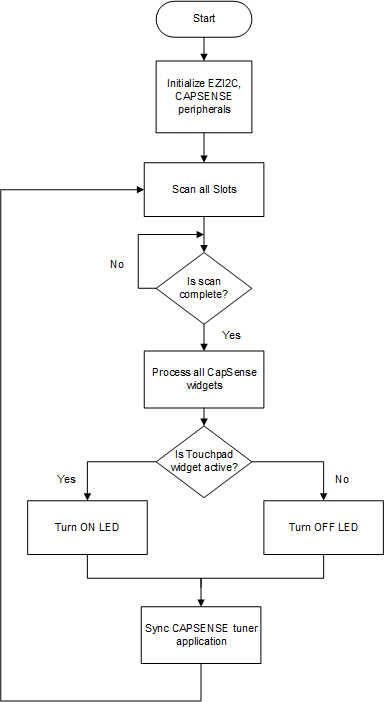 Start
Initialize EZI2C,
CAPSENSE
peripherals
Scan all Slots
No
Is scan
complete?
Yes
Process all CapSense
widgets
Is Touchpad
widget active?
Yes
No
Turn ON LED
Turn OFF LED
Sync CAPSENSE tuner
application